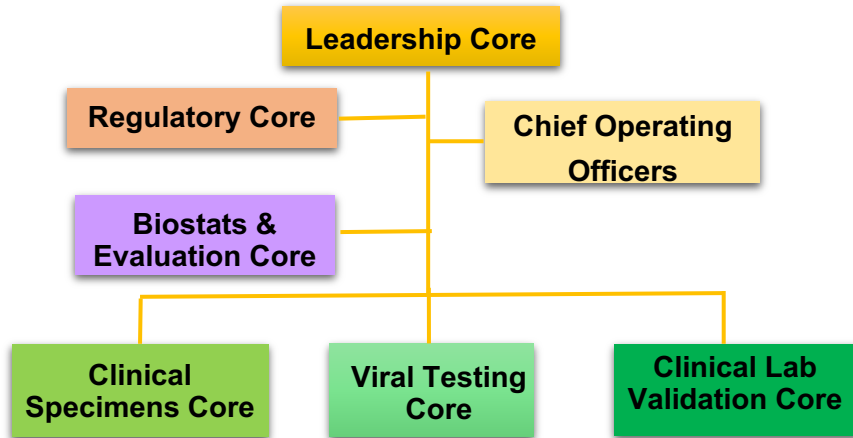 Leadership Core
Regulatory Core
Chief Operating
Officers
Biostats &
Evaluation Core
Clinical
Specimens Core
Viral Testing
Core
Clinical Lab
Validation Core